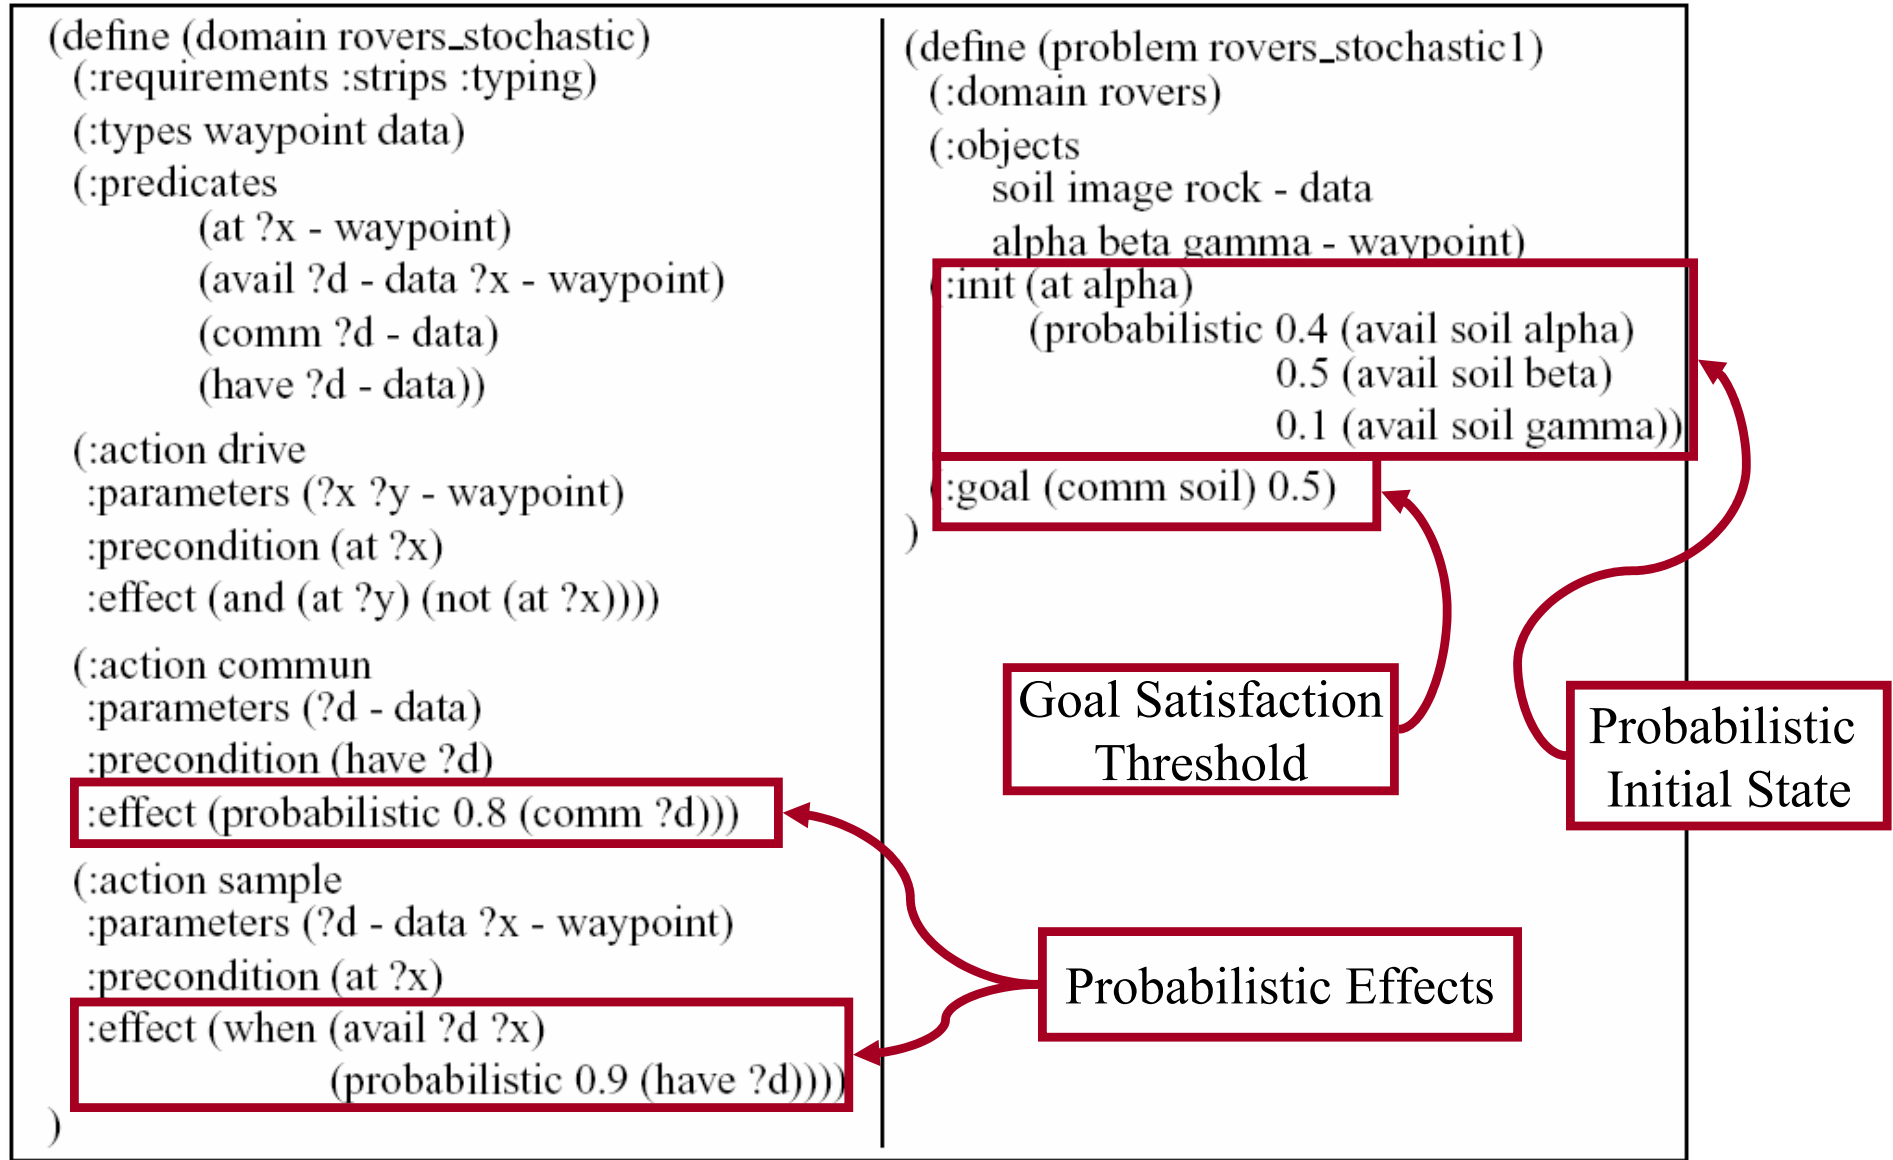 (define (domain rovers_stochastic)
(:requirements :strips :typing)
(:types waypoint data)
(:predicates
(at ?x - waypoint)
(avail ?d - data ?x - waypoint)
(comm ?d - data)
(have ?d - data))
(:action drive
:parameters (?x ?y - waypoint)
:precondition (at ?x)
:effect (and (at ?y) (not (at ?x))))
(:action commun
:parameters (?d - data)
:precondition (have ?d)
:effect (probabilistic 0.8 (comm ?d)))
(:action sample
:parameters (?d - data ?x - waypoint)
:precondition (at ?x)
:effect (when (avail ?d ?x)
(probabilistic 0.9 (have ?d))))
)
(define (problem rovers_stochastic1)
(:domain rovers)
(:objects
soil image rock - data
alpha beta gamma - waypoint)
(:init (at alpha)
(probabilistic 0.4 (avail soil alpha)
0.5 (avail soil beta)
0.1 (avail soil gamma))
(:goal (comm soil) 0.5)
)
Goal Satisfaction
Threshold
Probabilistic
Initial State
Probabilistic Effects